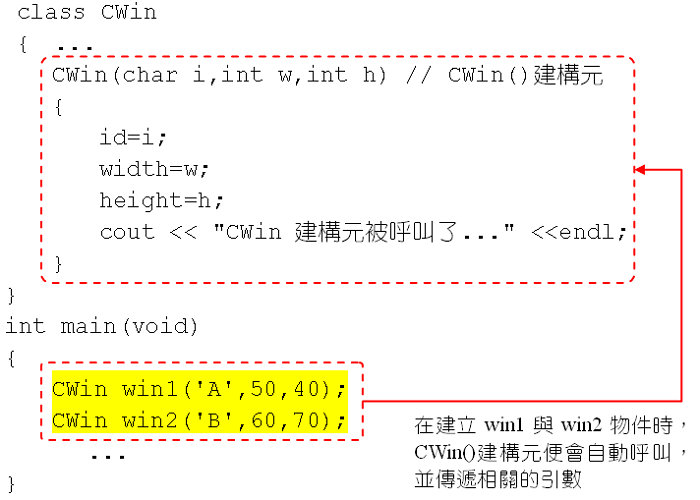 class CWin
{ ...
CWin(char i,int w,int h) // CWin()建構元
{
id=i;
width=w;
height=h;
cout << "CWin 建構元被呼叫了..." <<endl;
}
}
int main(void)
{
CWin win1('A',50,40);
CWin win2('B',60,70);
...
}
在建立 win1 與 win2 物件時，
CWin()建構元便會自動呼叫，
並傳遞相關的引數